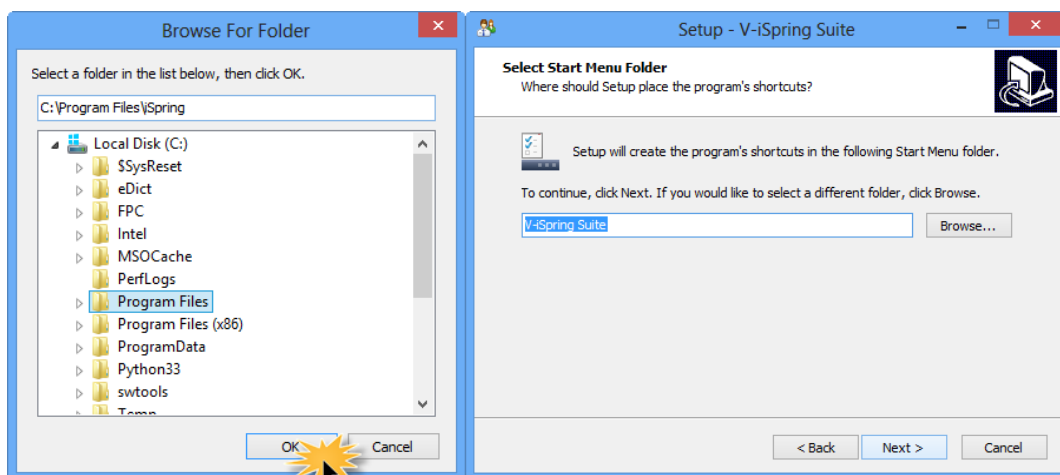 Browse For Folder
Select a folder in the list below, then click OK.
C:\Program Files\iSpring
Local Disk (C:)
$SysReset
eDict
FPC
Intel
MSOCache
PerfLogs
Program Files
Program Files (x86)
ProgramData
Python33
swtools
Temp
OK
Cancel
Setup - V-iSpring Suite
Select Start Menu Folder
Where should Setup place the program's shortcuts?
Setup will create the program's shortcuts in the following Start Menu folder.
To continue, click Next. If you would like to select a different folder, click Browse.
V-iSpring Suite
Browse...
< Back
Next >
Cancel